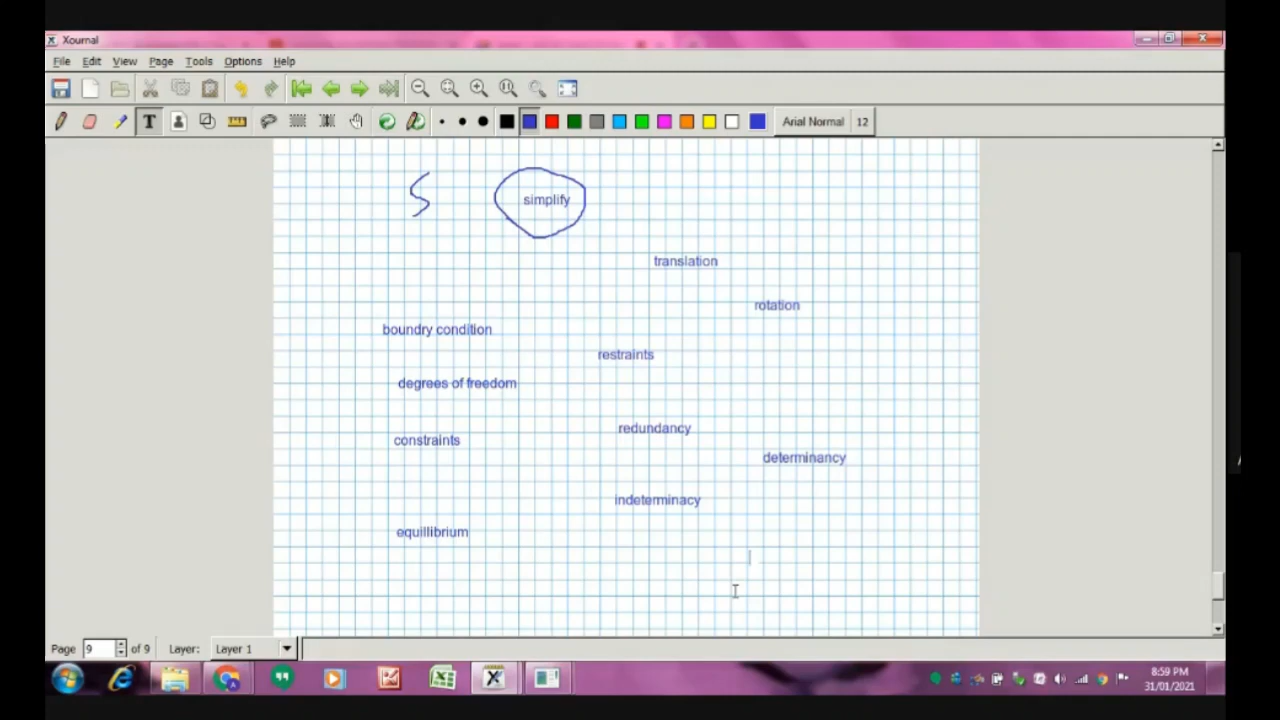 Xournal
File Edit View Page Tools Options Help
T Arial Normal 12
S simplify
translation
rotation
boundry condition
restraints
degrees of freedom
redundancy
constraints
determinancy
indeterminacy
equillibrium
Page 9 of 9 Layer: Layer 1
8:59 PM
31/01/2021